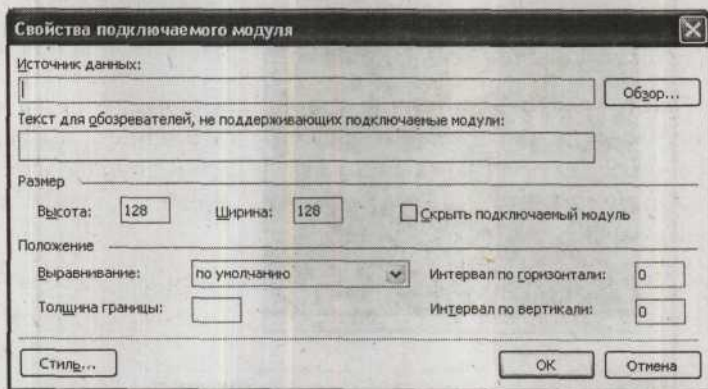 Свойства подключаемого модуля
Источник данных:
Обзор...
Текст для обозревателей, не поддерживающих подключаемые модули:
Размер
Высота: 128 Ширина: 128 Скрыть подключаемый модуль
Положение
Выравнивание: по умолчанию Интервал по горизонтали: 0
Толщина границы: Интервал по вертикали: 0
Стиль... ОК Отмена